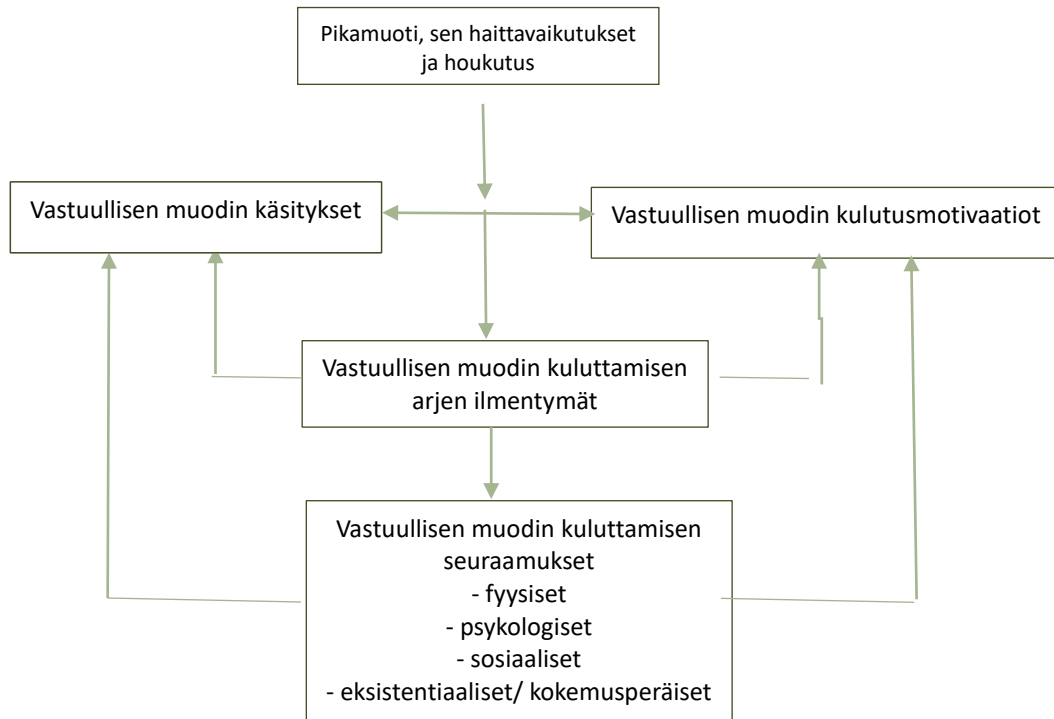 Pikamuoti, sen haittavaikutukset
ja houkutus
Vastuullisen muodin käsitykset
Vastuullisen muodin kulutusmotivaatiot
Vastuullisen muodin kuluttamisen
arjen ilmentymät
Vastuullisen muodin kuluttamisen
seuraamukset
- fyysiset
- psykologiset
- sosiaaliset
- eksistentiaaliset/ kokemusperäiset